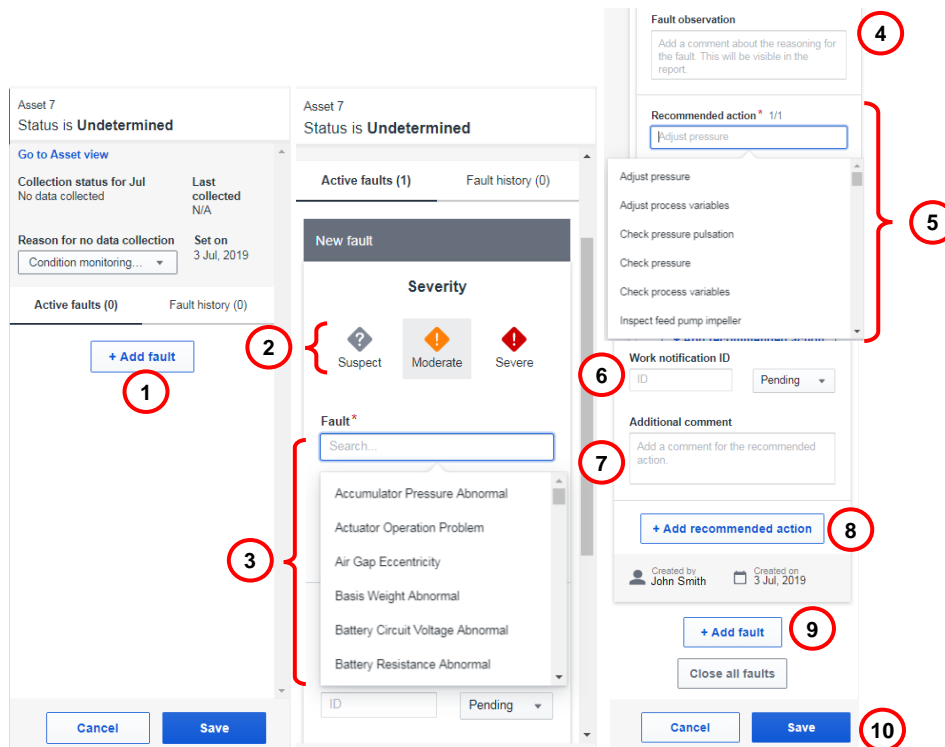 Asset 7
Status is Undetermined
Go to Asset view
Collection status for Jul
No data collected
Last
collected
N/A
Reason for no data collection
Set on
Condition monitoring...
3 Jul, 2019
Active faults (0)
Fault history (0)
+ Add fault
1
Cancel
Save
Asset 7
Status is Undetermined
Active faults (1)
Fault history (0)
New fault
Severity
2
?
!
!
Suspect
Moderate
Severe
Fault*
Search...
3
Accumulator Pressure Abnormal
Actuator Operation Problem
Air Gap Eccentricity
Basis Weight Abnormal
Battery Circuit Voltage Abnormal
Battery Resistance Abnormal
ID
Pending
Fault observation
4
Add a comment about the reasoning for
the fault. This will be visible in the
report.
Recommended action* 1/1
Adjust pressure
5
Adjust pressure
Adjust process variables
Check pressure pulsation
Check pressure
Check process variables
Inspect feed pump impeller
+ Add recommended action
Work notification ID
6
ID
Pending
Additional comment
7
Add a comment for the recommended
action.
+ Add recommended action
8
Created by
John Smith
Created on
3 Jul, 2019
+ Add fault
9
Close all faults
Cancel
Save
10